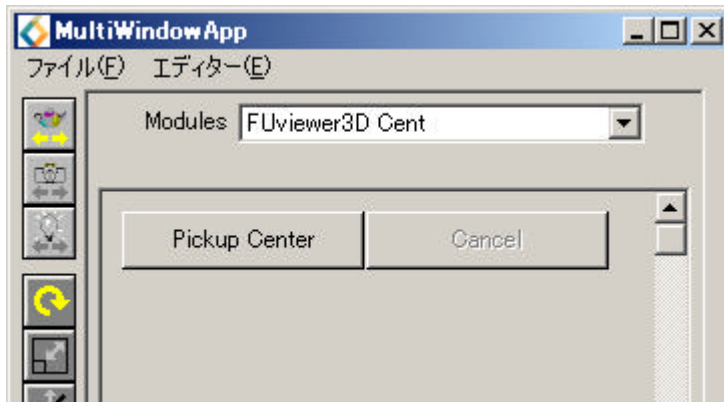 MultiWindowApp
ファイル(F) エディター(E)
Modules FUviewer3D Cent
Pickup Center Cancel